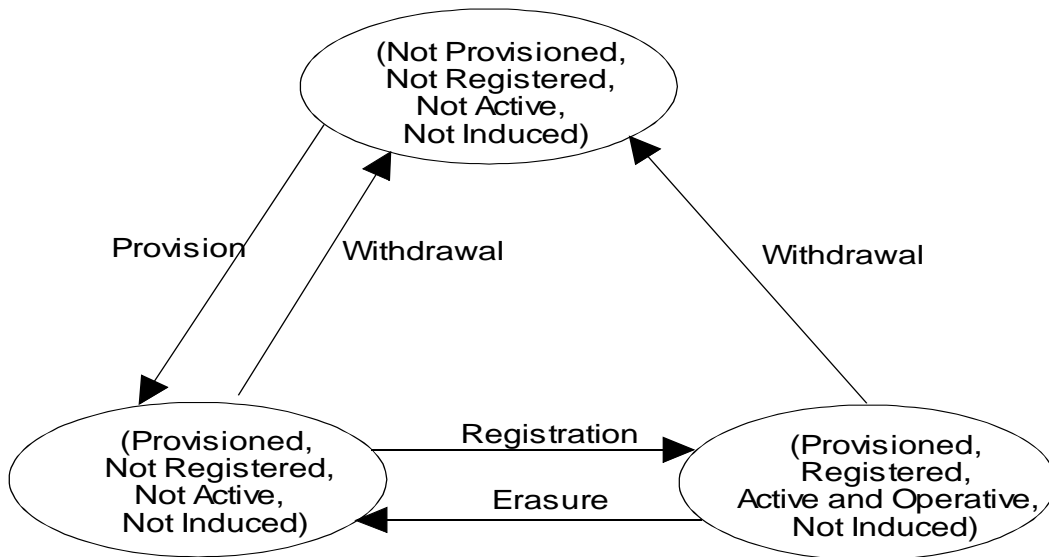 (Not Provisioned,
Not Registered,
Not Active,
Not Induced)
Provision
Withdrawal
Withdrawal
(Provisioned,
Not Registered,
Not Active,
Not Induced)
Registration
Erasure
(Provisioned,
Registered,
Active and Operative,
Not Induced)